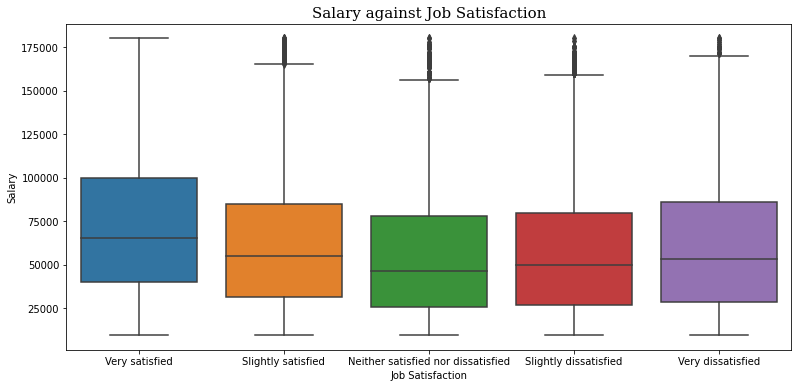 Salary against Job Satisfaction
175000
150000
125000
100000
75000
50000
25000
Salary
Very satisfied
Slightly satisfied
Neither satisfied nor dissatisfied
Slightly dissatisfied
Very dissatisfied
Job Satisfaction